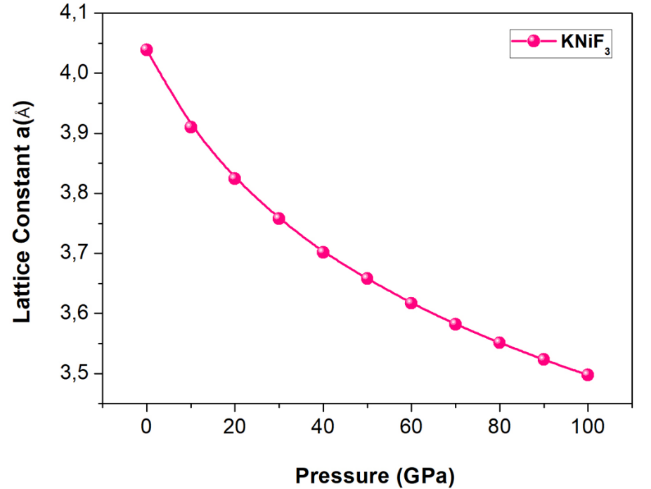 4,1
4,0
3,9
3,8
3,7
3,6
3,5
Lattice Constant a(Å)
KNiF₃
0 20 40 60 80 100
Pressure (GPa)